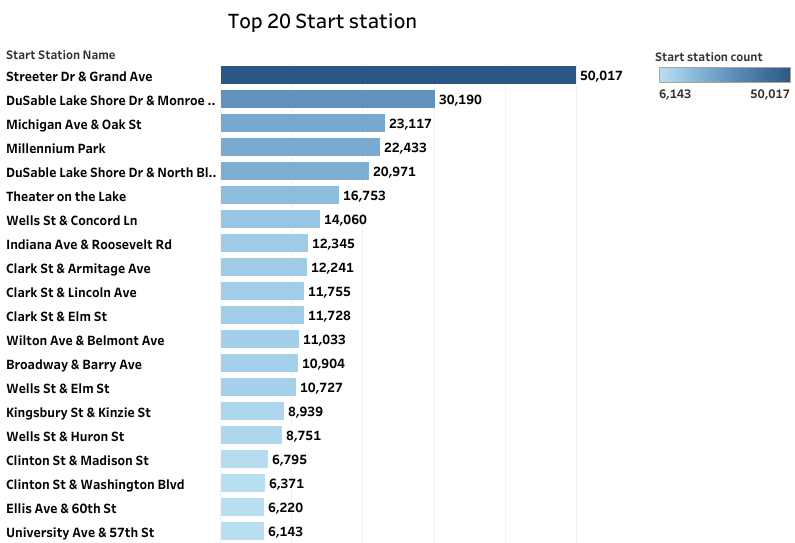 Top 20 Start station
Start Station Name
Start station count
6,143 50,017
Streeter Dr & Grand Ave 50,017
DuSable Lake Shore Dr & Monroe .. 30,190
Michigan Ave & Oak St 23,117
Millennium Park 22,433
DuSable Lake Shore Dr & North Bl.. 20,971
Theater on the Lake 16,753
Wells St & Concord Ln 14,060
Indiana Ave & Roosevelt Rd 12,345
Clark St & Armitage Ave 12,241
Clark St & Lincoln Ave 11,755
Clark St & Elm St 11,728
Wilton Ave & Belmont Ave 11,033
Broadway & Barry Ave 10,904
Wells St & Elm St 10,727
Kingsbury St & Kinzie St 8,939
Wells St & Huron St 8,751
Clinton St & Madison St 6,795
Clinton St & Washington Blvd 6,371
Ellis Ave & 60th St 6,220
University Ave & 57th St 6,143